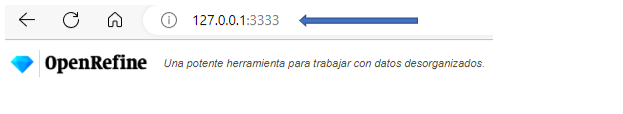 127.0.0.1:3333
OpenRefine Una potente herramienta para trabajar con datos desorganizados.